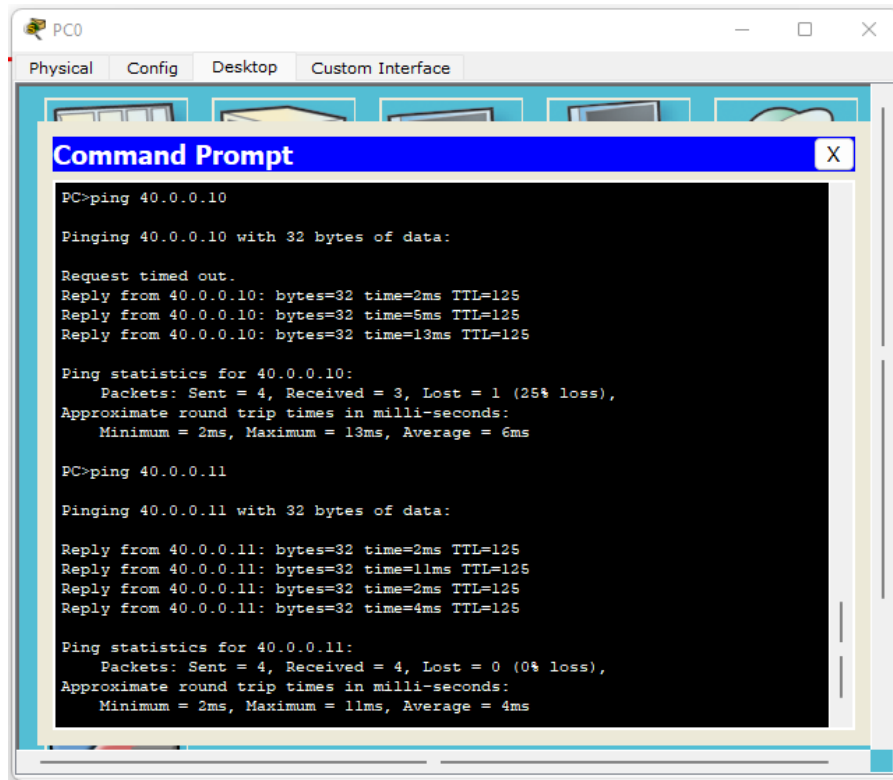 PC0
Physical Config Desktop Custom Interface
Command Prompt
X
PC>ping 40.0.0.10
Pinging 40.0.0.10 with 32 bytes of data:
Request timed out.
Reply from 40.0.0.10: bytes=32 time=2ms TTL=125
Reply from 40.0.0.10: bytes=32 time=5ms TTL=125
Reply from 40.0.0.10: bytes=32 time=13ms TTL=125
Ping statistics for 40.0.0.10:
Packets: Sent = 4, Received = 3, Lost = 1 (25% loss),
Approximate round trip times in milli-seconds:
Minimum = 2ms, Maximum = 13ms, Average = 6ms
PC>ping 40.0.0.11
Pinging 40.0.0.11 with 32 bytes of data:
Reply from 40.0.0.11: bytes=32 time=2ms TTL=125
Reply from 40.0.0.11: bytes=32 time=11ms TTL=125
Reply from 40.0.0.11: bytes=32 time=2ms TTL=125
Reply from 40.0.0.11: bytes=32 time=4ms TTL=125
Ping statistics for 40.0.0.11:
Packets: Sent = 4, Received = 4, Lost = 0 (0% loss),
Approximate round trip times in milli-seconds:
Minimum = 2ms, Maximum = 11ms, Average = 4ms